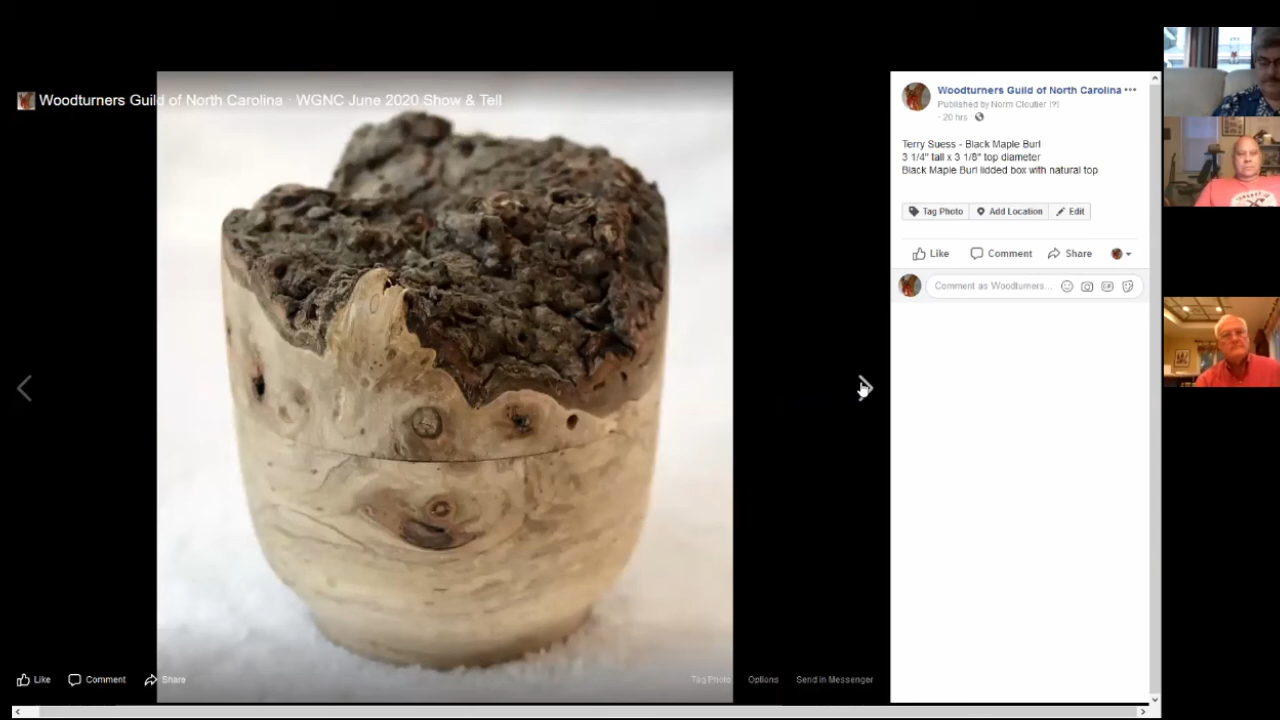 Woodturners Guild of North Carolina · WGNC June 2020 Show & Tell
Like
Comment
Share
Tag Photo
Options
Send in Messenger
Woodturners Guild of North Carolina
Published by Norm Cloutier [?]
· 20 hrs ·
Terry Suess - Black Maple Burl
3 1/4" tall x 3 1/8" top diameter
Black Maple Burl lidded box with natural top
Tag Photo
Add Location
Edit
Like
Comment
Share
Comment as Woodturners...